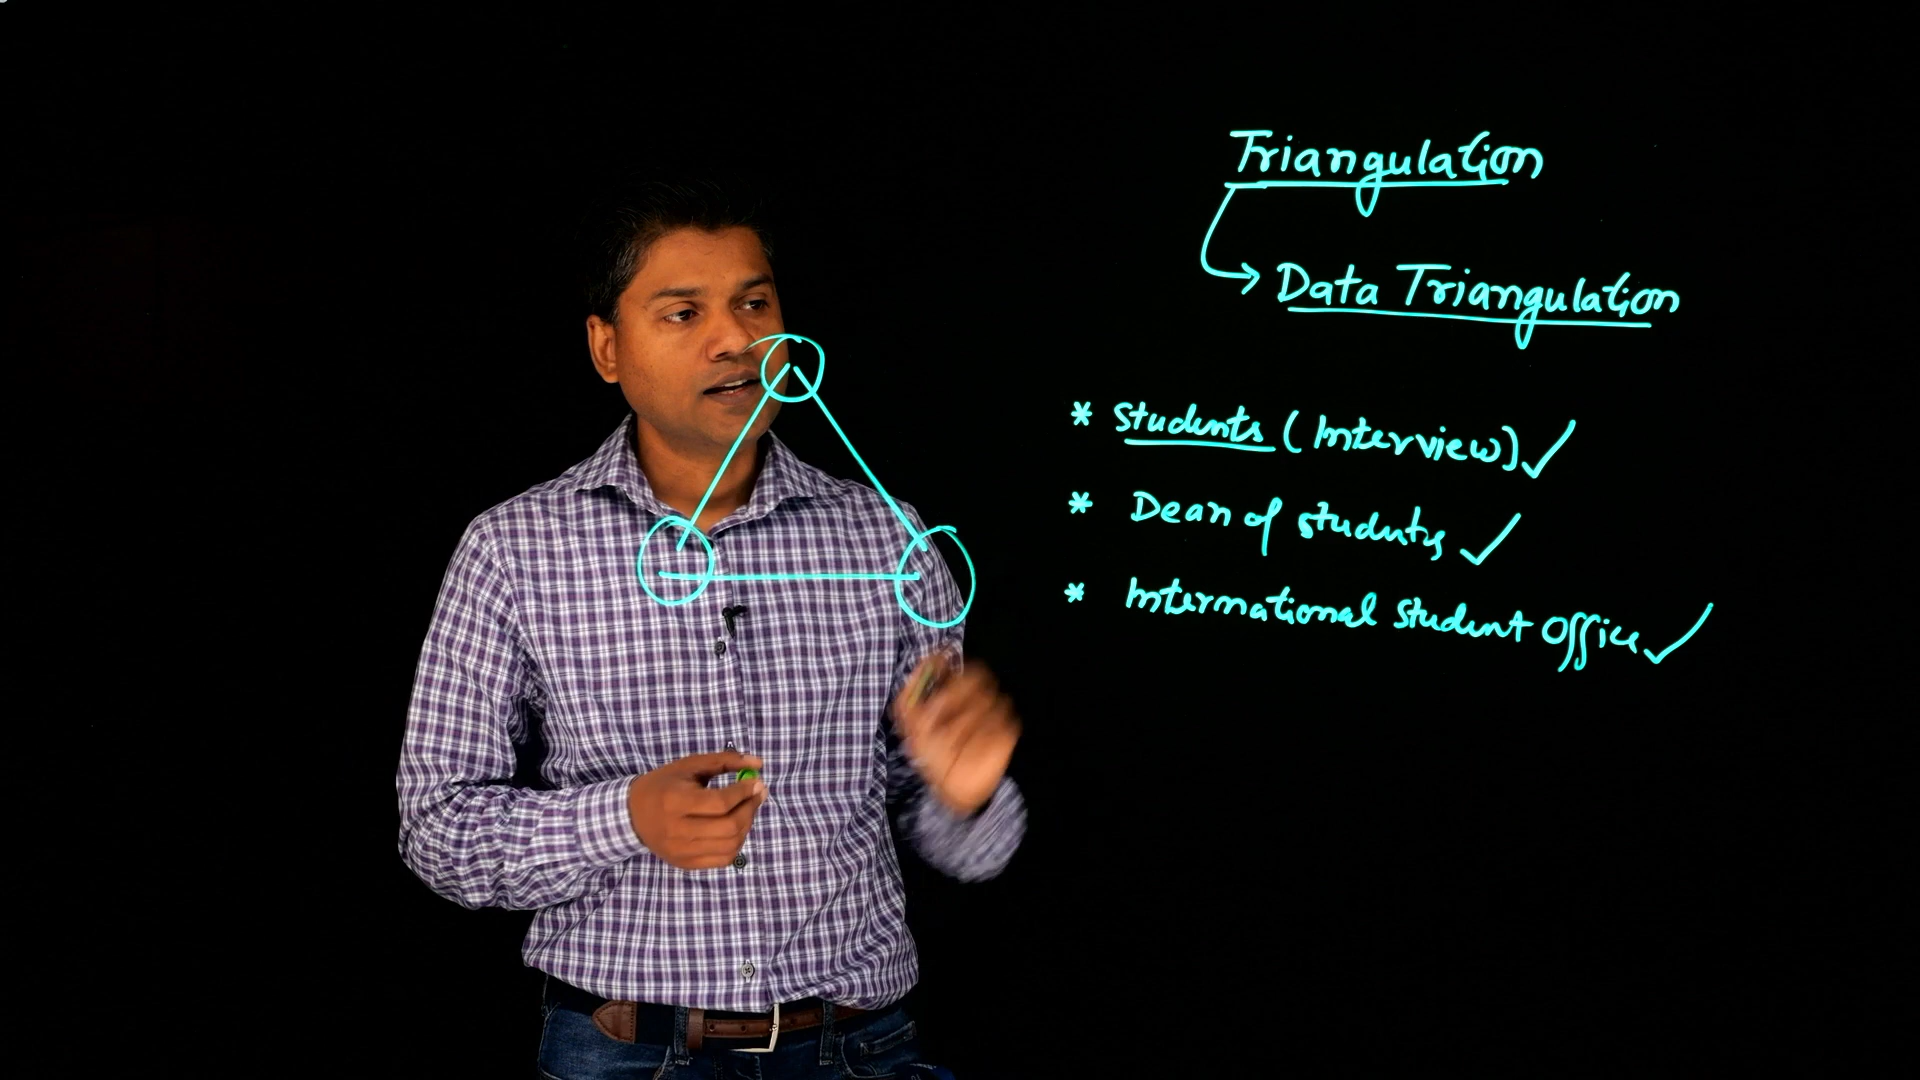 Triangulation
Data Triangulation
* Students (Interview) ✓
* Dean of students ✓
* International Student Office ✓